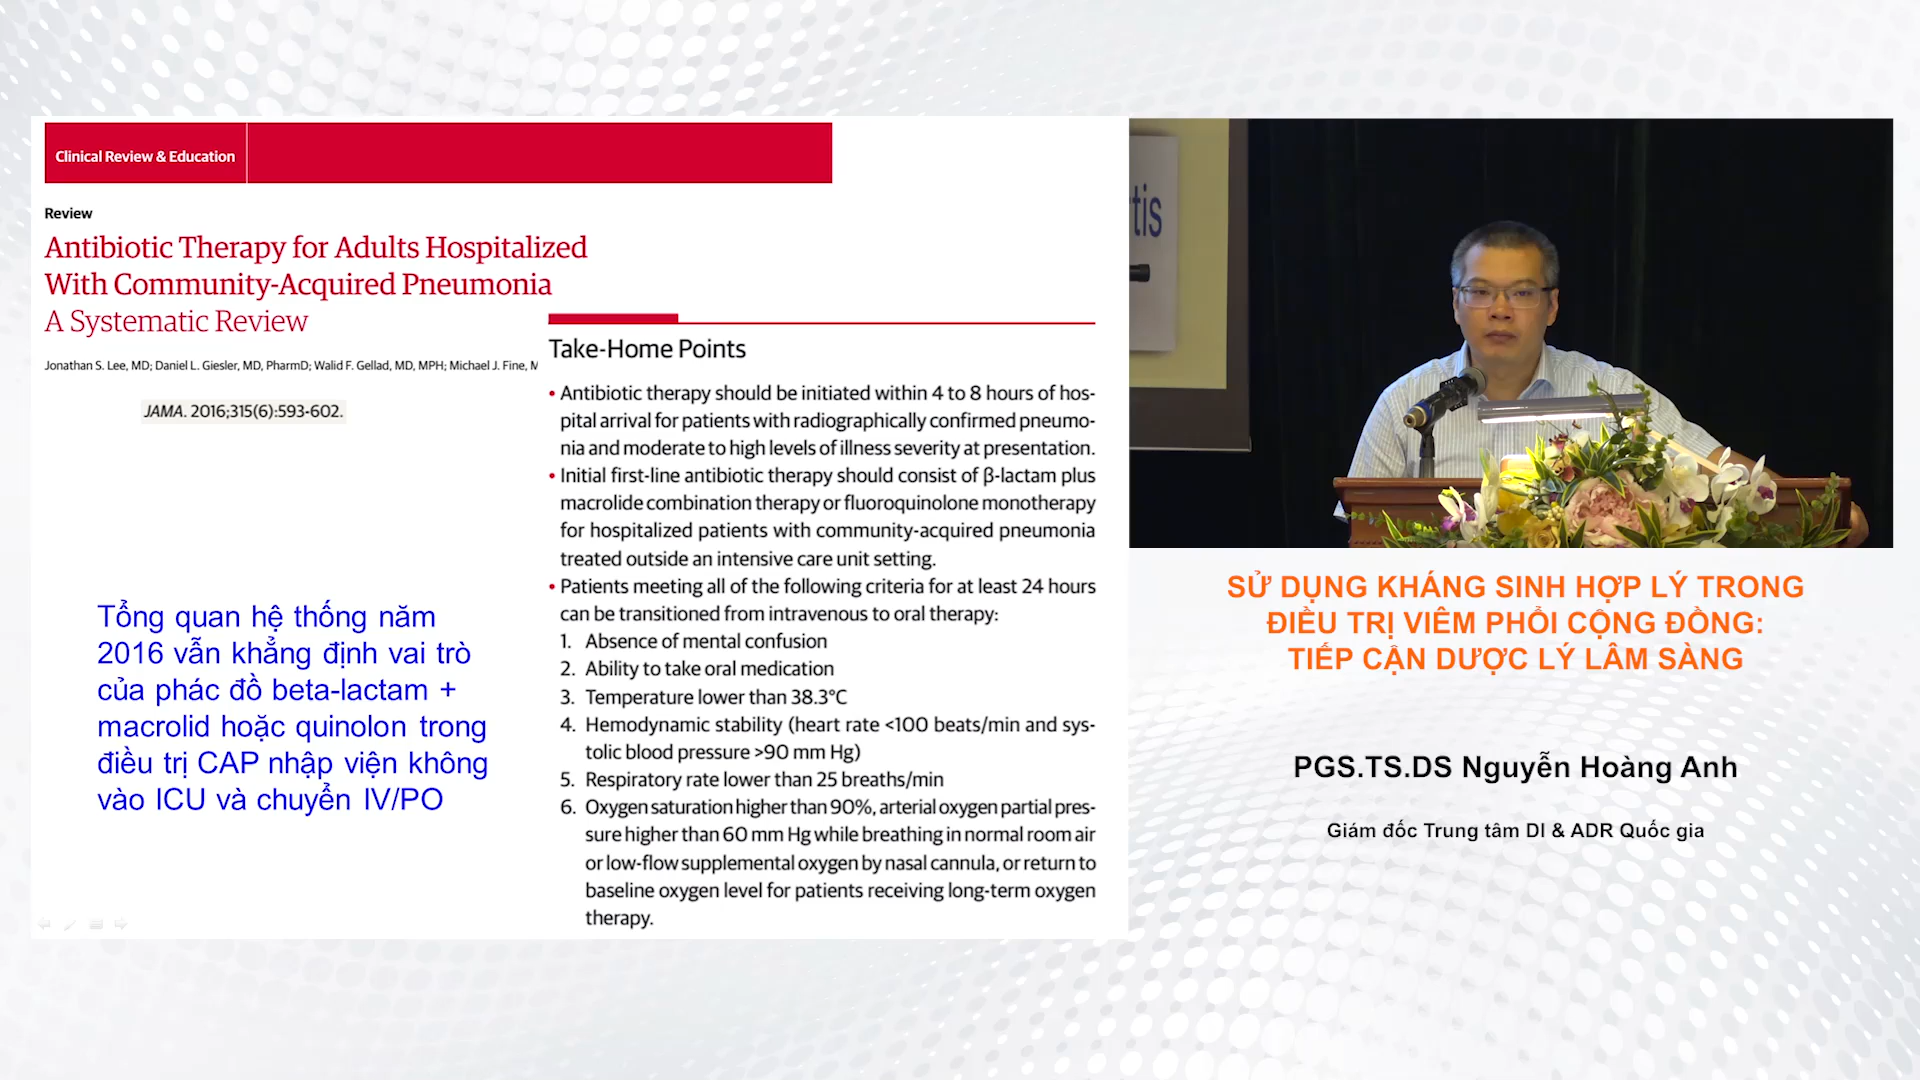 Clinical Review & Education
Review
Antibiotic Therapy for Adults Hospitalized
With Community-Acquired Pneumonia
A Systematic Review
Jonathan S. Lee, MD; Daniel L. Giesler, MD, PharmD; Walid F. Gellad, MD, MPH; Michael J. Fine, M
JAMA. 2016;315(6):593-602.
Tổng quan hệ thống năm
2016 vẫn khẳng định vai trò
của phác đồ beta-lactam +
macrolid hoặc quinolon trong
điều trị CAP nhập viện không
vào ICU và chuyển IV/PO
Take-Home Points
• Antibiotic therapy should be initiated within 4 to 8 hours of hos-
pital arrival for patients with radiographically confirmed pneumo-
nia and moderate to high levels of illness severity at presentation.
• Initial first-line antibiotic therapy should consist of β-lactam plus
macrolide combination therapy or fluoroquinolone monotherapy
for hospitalized patients with community-acquired pneumonia
treated outside an intensive care unit setting.
• Patients meeting all of the following criteria for at least 24 hours
can be transitioned from intravenous to oral therapy:
1. Absence of mental confusion
2. Ability to take oral medication
3. Temperature lower than 38.3°C
4. Hemodynamic stability (heart rate <100 beats/min and sys-
tolic blood pressure >90 mm Hg)
5. Respiratory rate lower than 25 breaths/min
6. Oxygen saturation higher than 90%, arterial oxygen partial pres-
sure higher than 60 mm Hg while breathing in normal room air
or low-flow supplemental oxygen by nasal cannula, or return to
baseline oxygen level for patients receiving long-term oxygen
therapy.
tis
SỬ DỤNG KHÁNG SINH HỢP LÝ TRONG
ĐIỀU TRỊ VIÊM PHỔI CỘNG ĐỒNG:
TIẾP CẬN DƯỢC LÝ LÂM SÀNG
PGS.TS.DS Nguyễn Hoàng Anh
Giám đốc Trung tâm DI & ADR Quốc gia